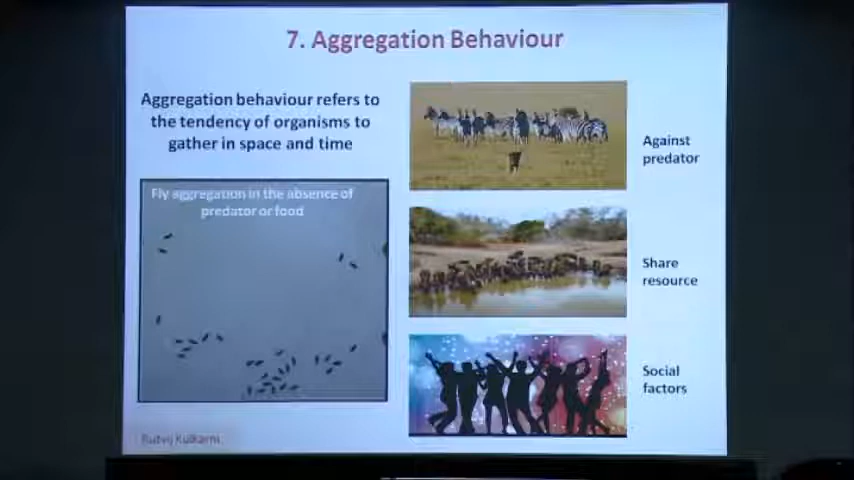 7. Aggregation Behaviour
Aggregation behaviour refers to
the tendency of organisms to
gather in space and time
Fly aggregation in the absence of
predator or food
Against
predator
Share
resource
Social
factors
Rutvij Kulkarni